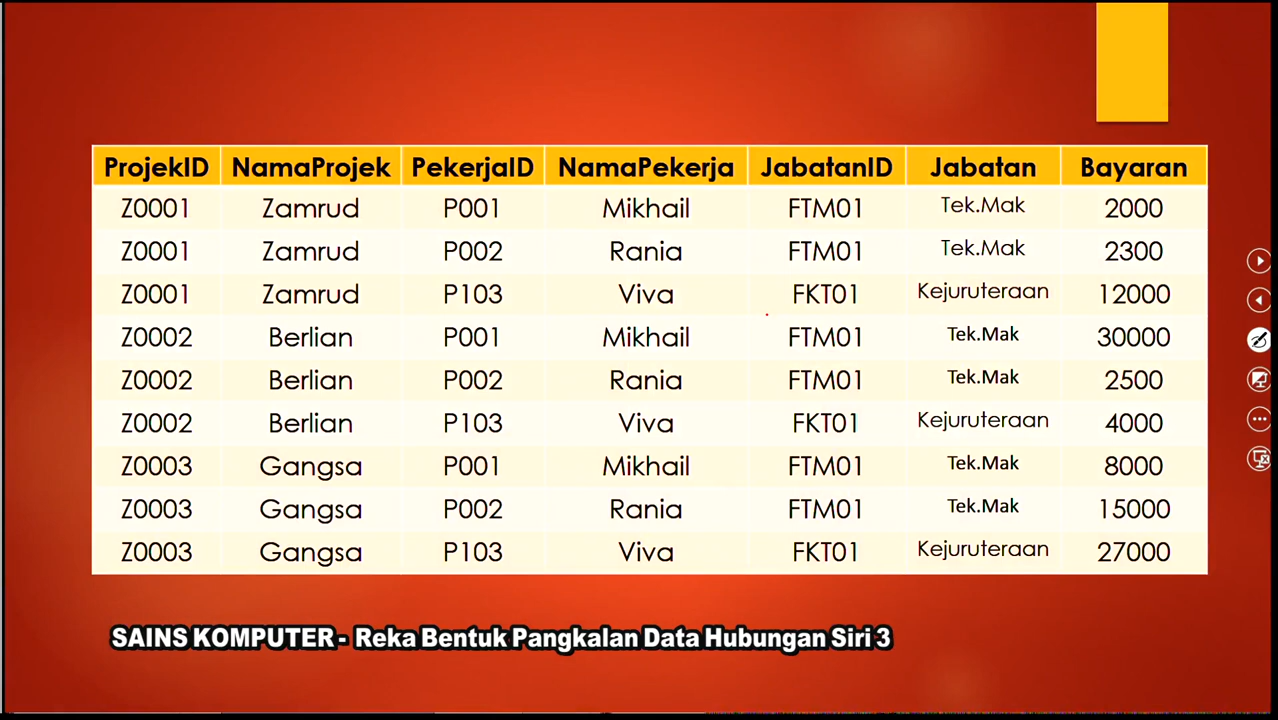 ProjekID NamaProjek PekerjaID NamaPekerja JabatanID Jabatan Bayaran
Z0001 Zamrud P001 Mikhail FTM01 Tek.Mak 2000
Z0001 Zamrud P002 Rania FTM01 Tek.Mak 2300
Z0001 Zamrud P103 Viva FKT01 Kejuruteraan 12000
Z0002 Berlian P001 Mikhail FTM01 Tek.Mak 30000
Z0002 Berlian P002 Rania FTM01 Tek.Mak 2500
Z0002 Berlian P103 Viva FKT01 Kejuruteraan 4000
Z0003 Gangsa P001 Mikhail FTM01 Tek.Mak 8000
Z0003 Gangsa P002 Rania FTM01 Tek.Mak 15000
Z0003 Gangsa P103 Viva FKT01 Kejuruteraan 27000
SAINS KOMPUTER - Reka Bentuk Pangkalan Data Hubungan Siri 3